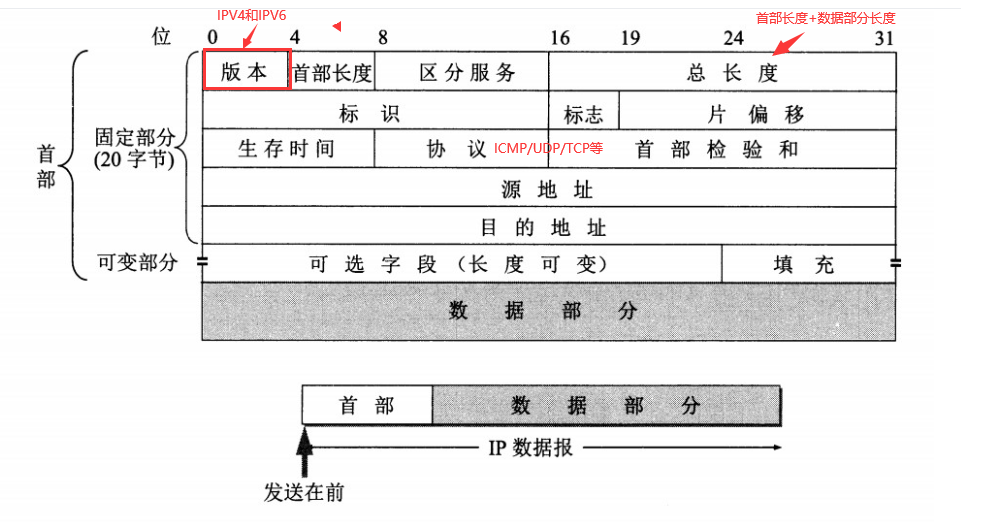 IPV4和IPV6
首部长度+数据部分长度
位 0 4 8 16 19 24 31
版本 首部长度 区分服务 总长度
标识 标志 片偏移
固定部分
(20 字节)
首部
生存时间 协议 ICMP/UDP/TCP等 首部检验和
源地址
目的地址
可变部分 可选字段(长度可变) 填充
数据部分
首部 数据部分
IP 数据报
发送在前